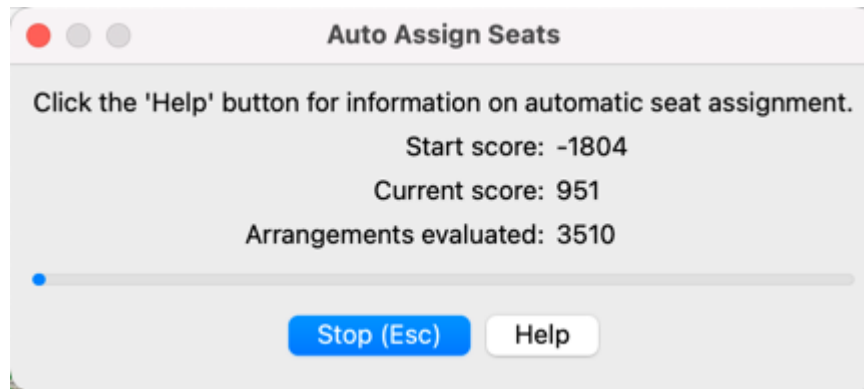 Auto Assign Seats
Click the 'Help' button for information on automatic seat assignment.
Start score: -1804
Current score: 951
Arrangements evaluated: 3510
Stop (Esc) Help